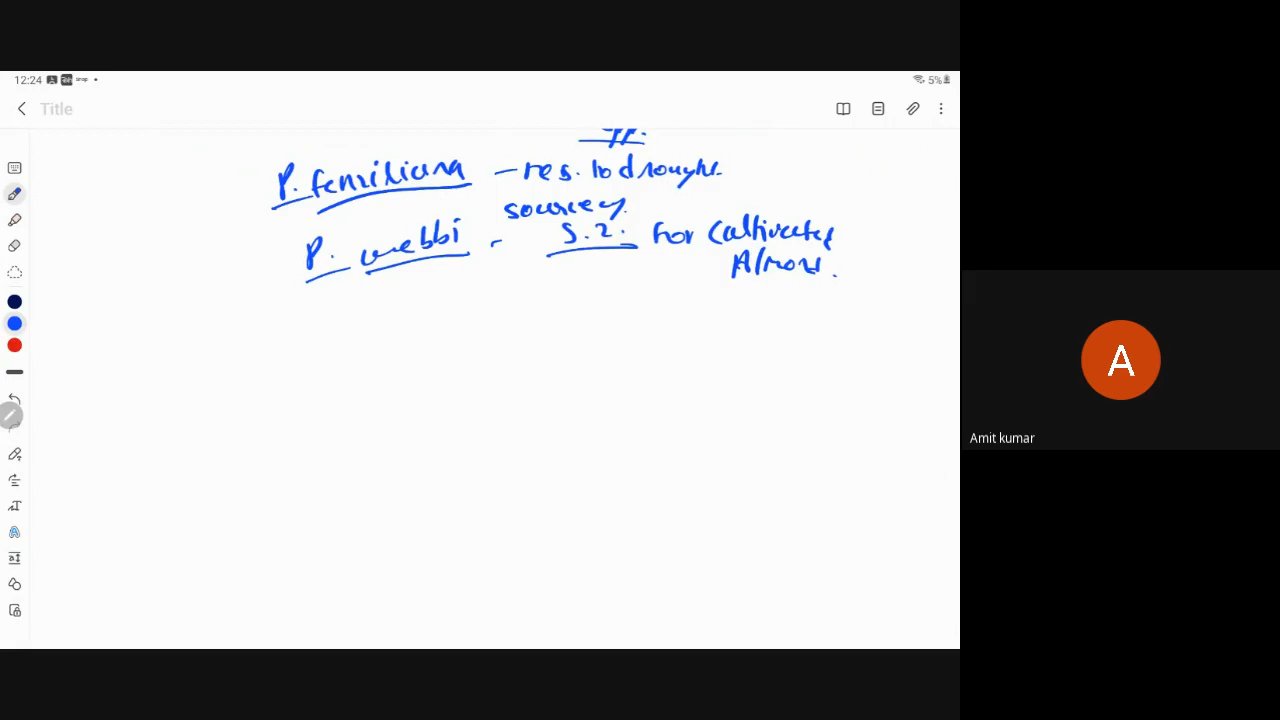 12:24
5%
Title
P. fenziliana - res. to drought.
source of
P. webbi - S.I. for Cultivated
Almond.
A
Amit kumar